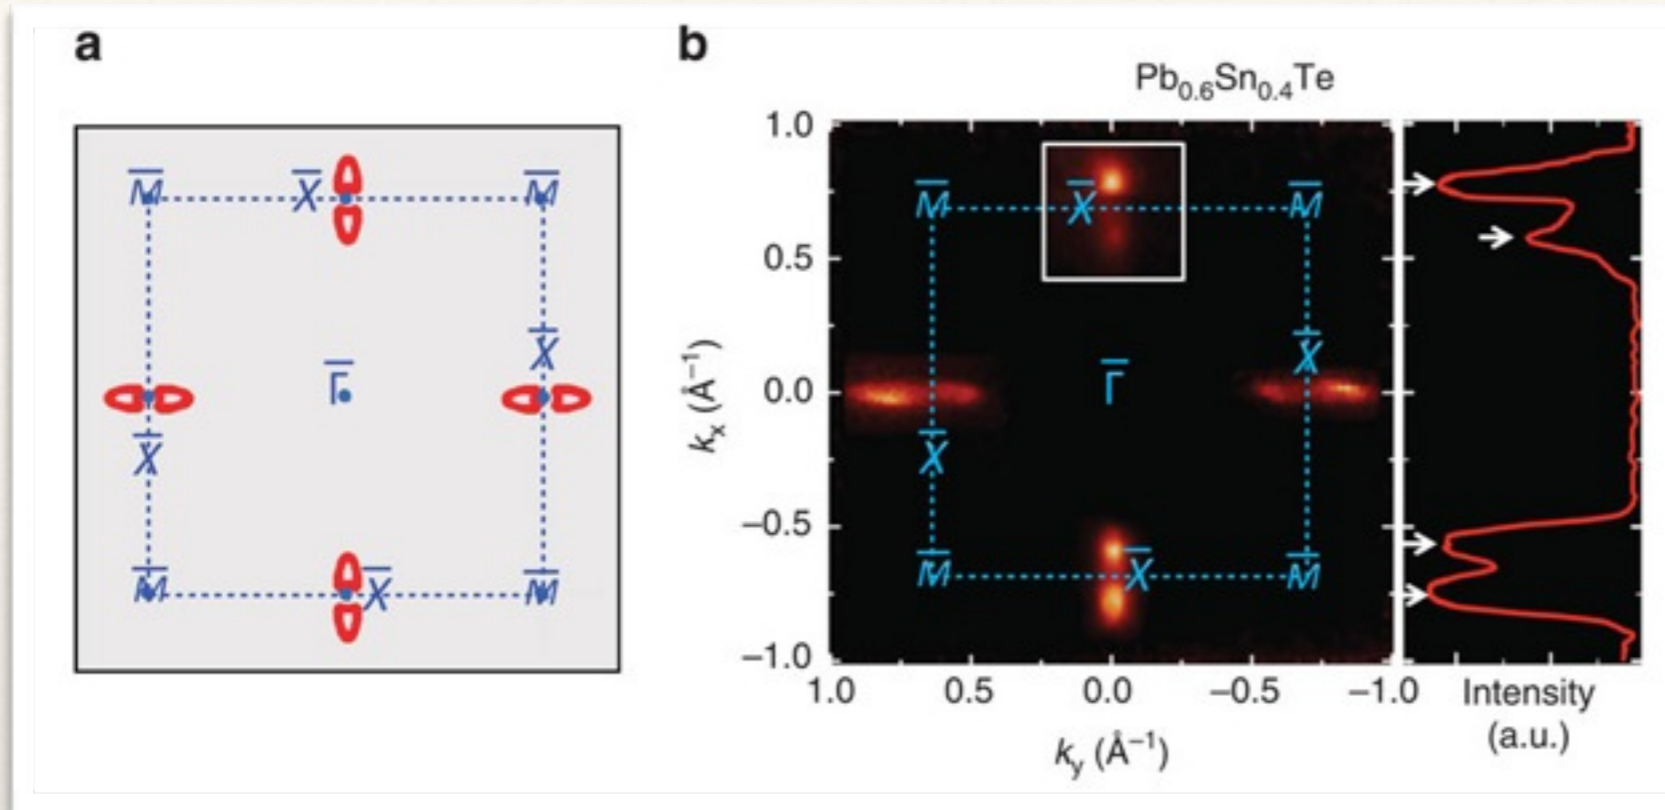 a
M̅ X̅ M̅
X̅
Γ̅
X̅
M̅ X̅ M̅
b
Pb₀.₆Sn₀.₄Te
1.0
0.5
0.0
−0.5
−1.0
kₓ (Å⁻¹)
M̅ X̅ M̅
X̅
Γ̅
X̅
M̅ X̅ M̅
1.0 0.5 0.0 −0.5 −1.0
k_y (Å⁻¹)
Intensity
(a.u.)